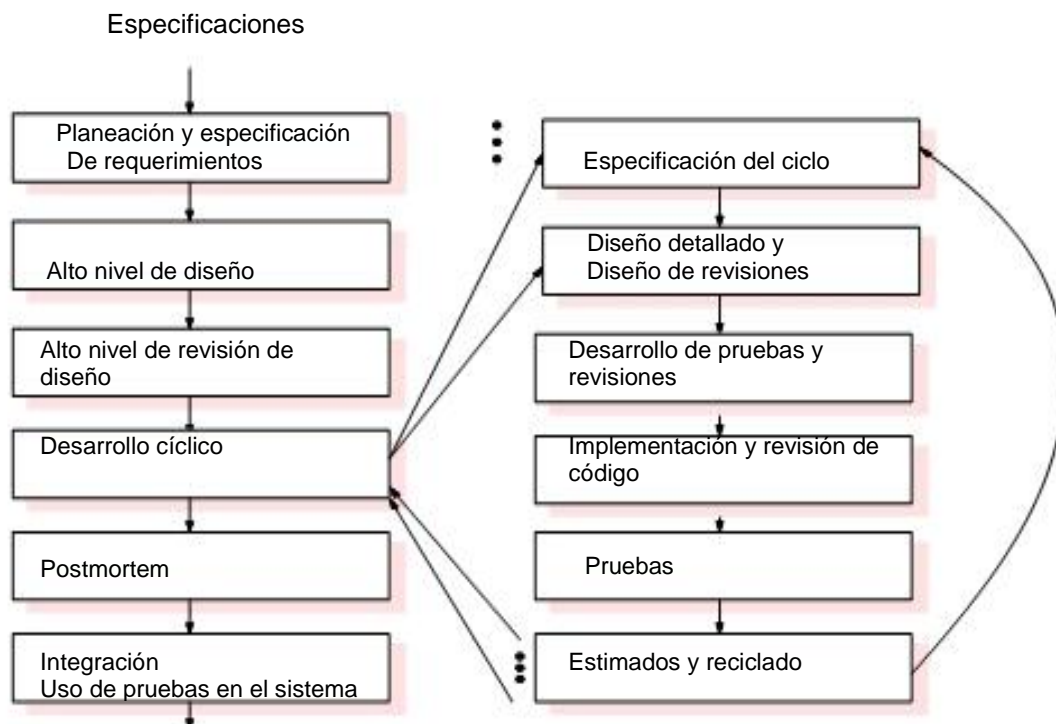 Especificaciones
Planeación y especificación
De requerimientos
Alto nivel de diseño
Alto nivel de revisión de
diseño
Desarrollo cíclico
Postmortem
Integración
Uso de pruebas en el sistema
Especificación del ciclo
Diseño detallado y
Diseño de revisiones
Desarrollo de pruebas y
revisiones
Implementación y revisión de
código
Pruebas
Estimados y reciclado